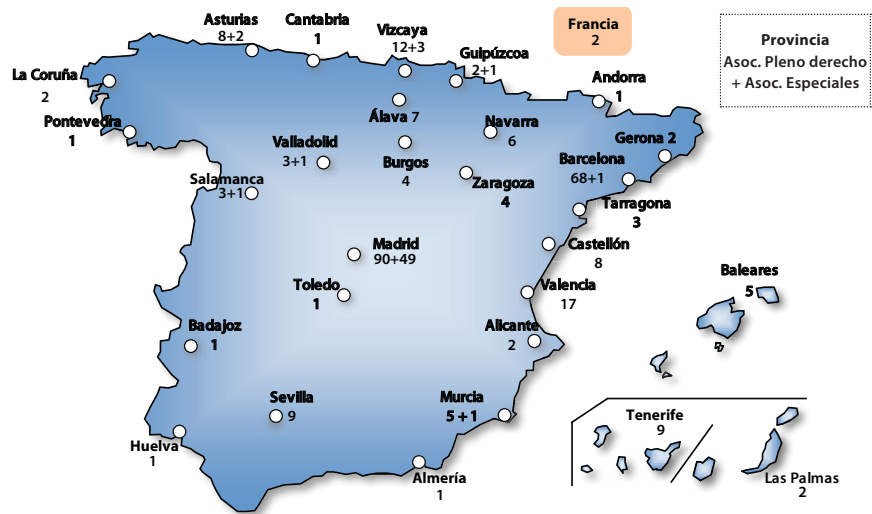 Asturias
8+2
Cantabria
1
Vizcaya
12+3
Guipúzcoa
2+1
Francia
2
Provincia
Asoc. Pleno derecho
+ Asoc. Especiales
La Coruña
2
Andorra
1
Pontevedra
1
Álava 7
Navarra
6
Gerona 2
Valladolid
3+1
Burgos
4
Barcelona
68+1
Salamanca
3+1
Zaragoza
4
Tarragona
3
Madrid
90+49
Castellón
8
Baleares
5
Toledo
1
Valencia
17
Badajoz
1
Alicante
2
Sevilla
9
Murcia
5 + 1
Tenerife
9
Huelva
1
Almería
1
Las Palmas
2